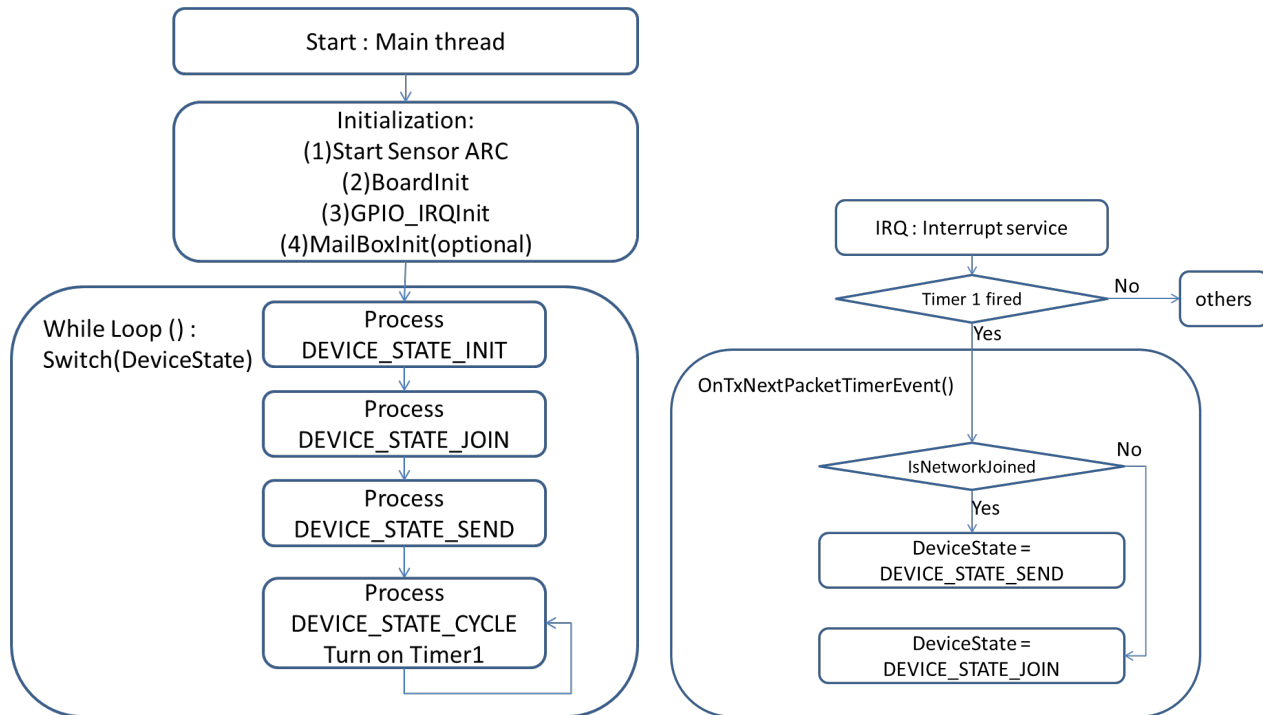 Start : Main thread
Initialization:
(1)Start Sensor ARC
(2)BoardInit
(3)GPIO_IRQInit
(4)MailBoxInit(optional)
While Loop () :
Switch(DeviceState)
Process
DEVICE_STATE_INIT
Process
DEVICE_STATE_JOIN
Process
DEVICE_STATE_SEND
Process
DEVICE_STATE_CYCLE
Turn on Timer1
IRQ : Interrupt service
Timer 1 fired
No
others
Yes
OnTxNextPacketTimerEvent()
IsNetworkJoined
No
Yes
DeviceState =
DEVICE_STATE_SEND
DeviceState =
DEVICE_STATE_JOIN